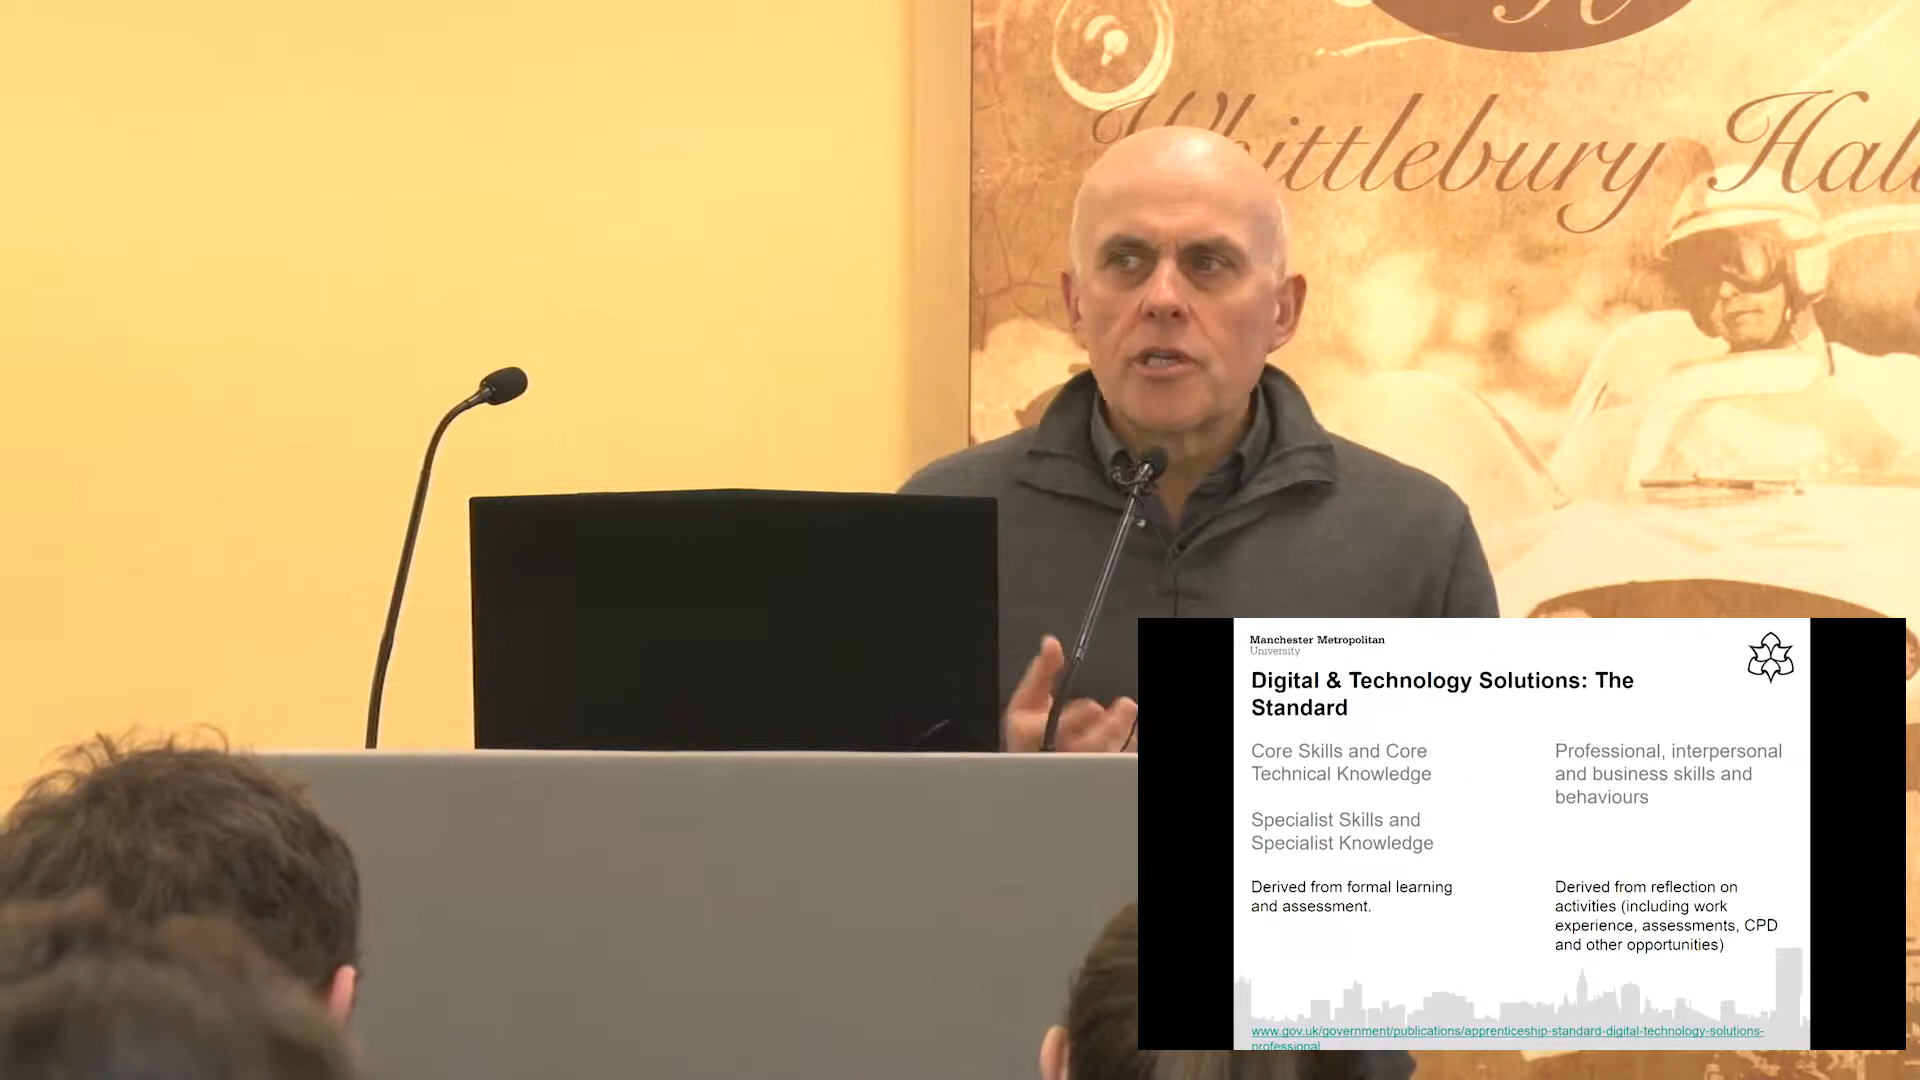 Whittlebury Hall
Manchester Metropolitan
University
Digital & Technology Solutions: The
Standard
Core Skills and Core
Technical Knowledge
Specialist Skills and
Specialist Knowledge
Derived from formal learning
and assessment.
Professional, interpersonal
and business skills and
behaviours
Derived from reflection on
activities (including work
experience, assessments, CPD
and other opportunities)
www.gov.uk/government/publications/apprenticeship-standard-digital-technology-solutions-
professional